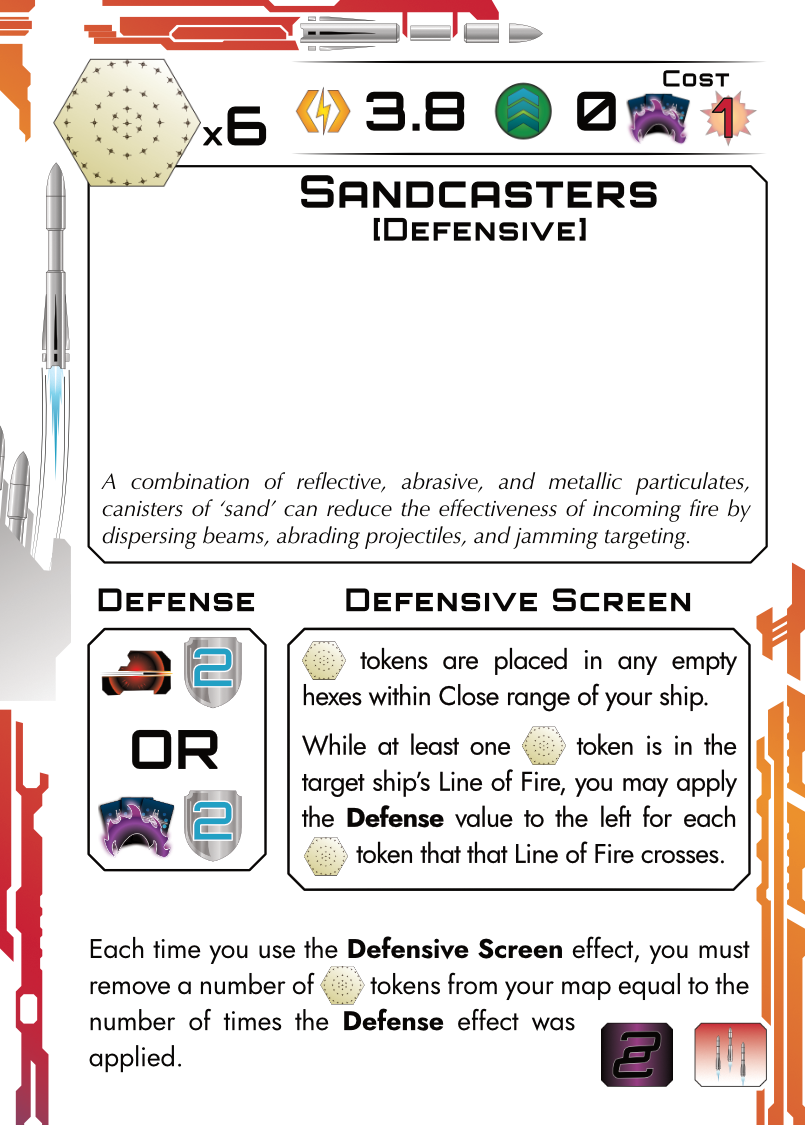 Cost
x6 3.8 0 1
Sandcasters
[Defensive]
A combination of reflective, abrasive, and metallic particulates,
canisters of ‘sand’ can reduce the effectiveness of incoming fire by
dispersing beams, abrading projectiles, and jamming targeting.
Defense
2
OR
2
Defensive Screen
tokens are placed in any empty
hexes within Close range of your ship.
While at least one token is in the
target ship’s Line of Fire, you may apply
the Defense value to the left for each
token that that Line of Fire crosses.
Each time you use the Defensive Screen effect, you must
remove a number of tokens from your map equal to the
number of times the Defense effect was
applied.
2